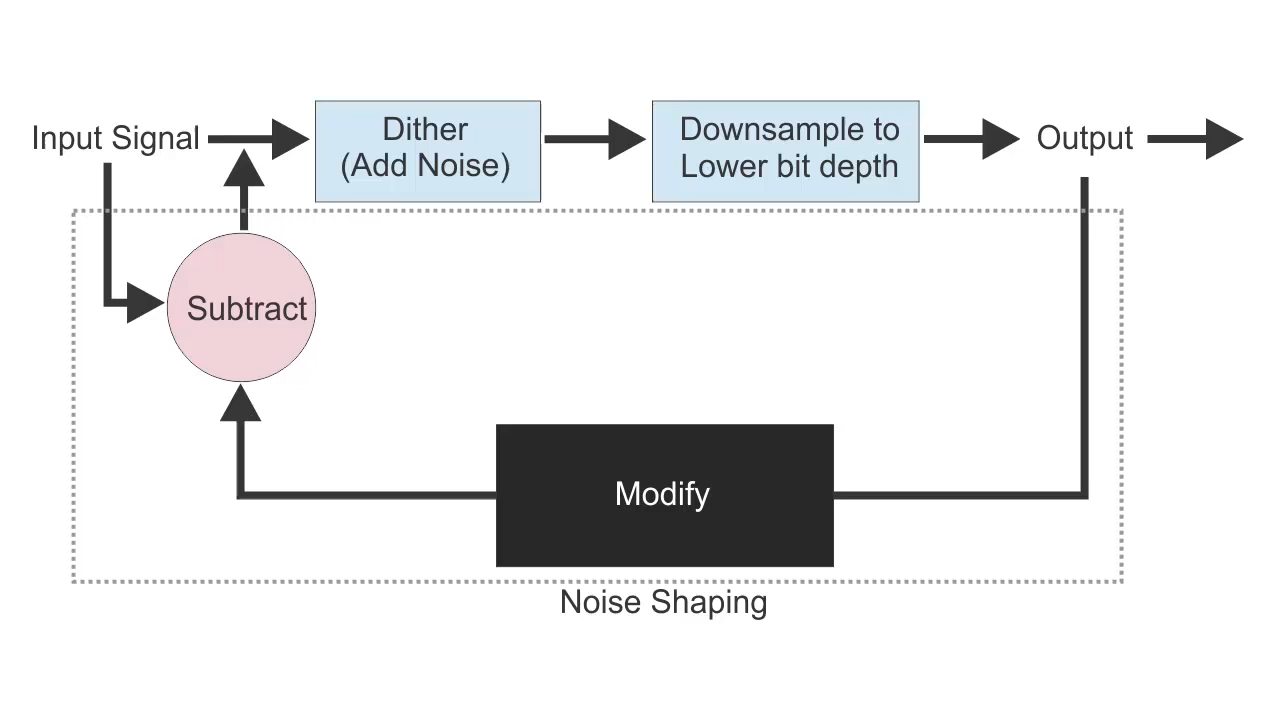 Input Signal
Dither
(Add Noise)
Downsample to
Lower bit depth
Output
Subtract
Modify
Noise Shaping